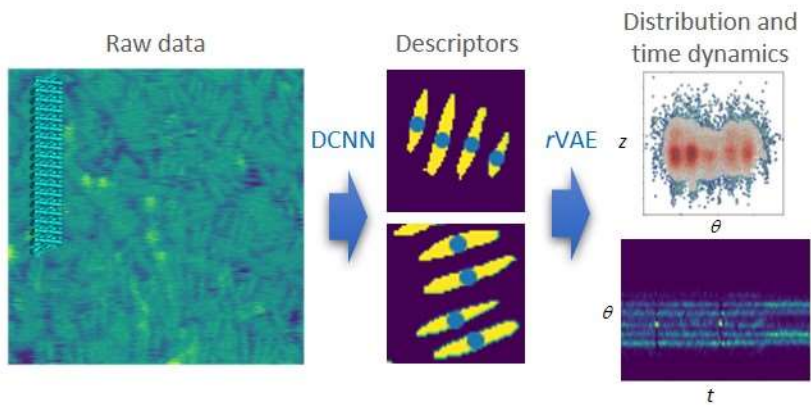 Raw data
Descriptors
Distribution and
time dynamics
DCNN
rVAE
z
θ
θ
t